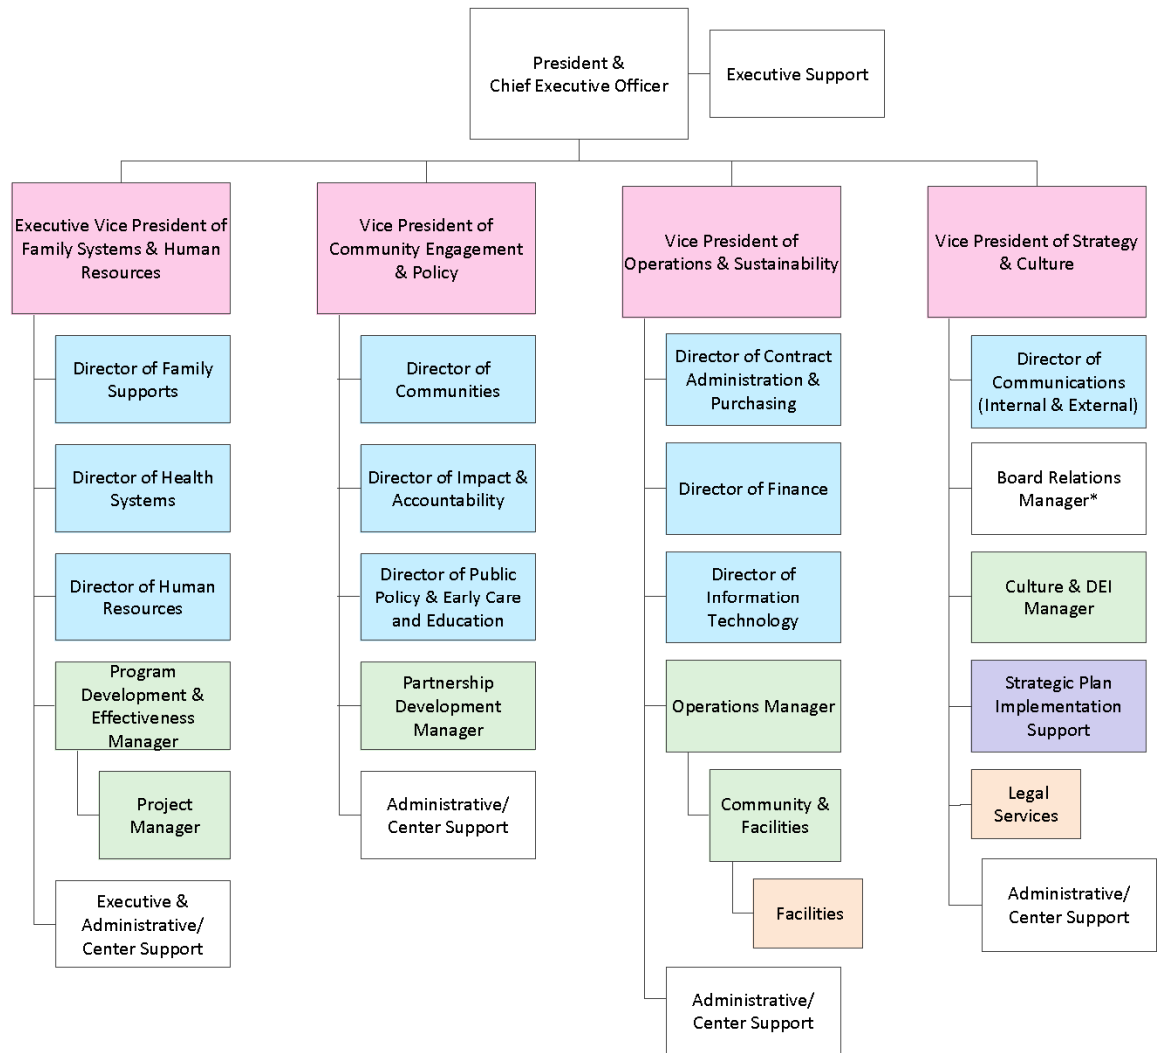 President &
Chief Executive Officer
Executive Support
Executive Vice President of
Family Systems & Human
Resources
Director of Family
Supports
Director of Health
Systems
Director of Human
Resources
Program
Development &
Effectiveness
Manager
Project
Manager
Executive &
Administrative/
Center Support
Vice President of
Community Engagement
& Policy
Director of
Communities
Director of Impact &
Accountability
Director of Public
Policy & Early Care
and Education
Partnership
Development
Manager
Administrative/
Center Support
Vice President of
Operations & Sustainability
Director of Contract
Administration &
Purchasing
Director of Finance
Director of
Information
Technology
Operations Manager
Community &
Facilities
Facilities
Administrative/
Center Support
Vice President of Strategy
& Culture
Director of
Communications
(Internal & External)
Board Relations
Manager*
Culture & DEI
Manager
Strategic Plan
Implementation
Support
Legal
Services
Administrative/
Center Support